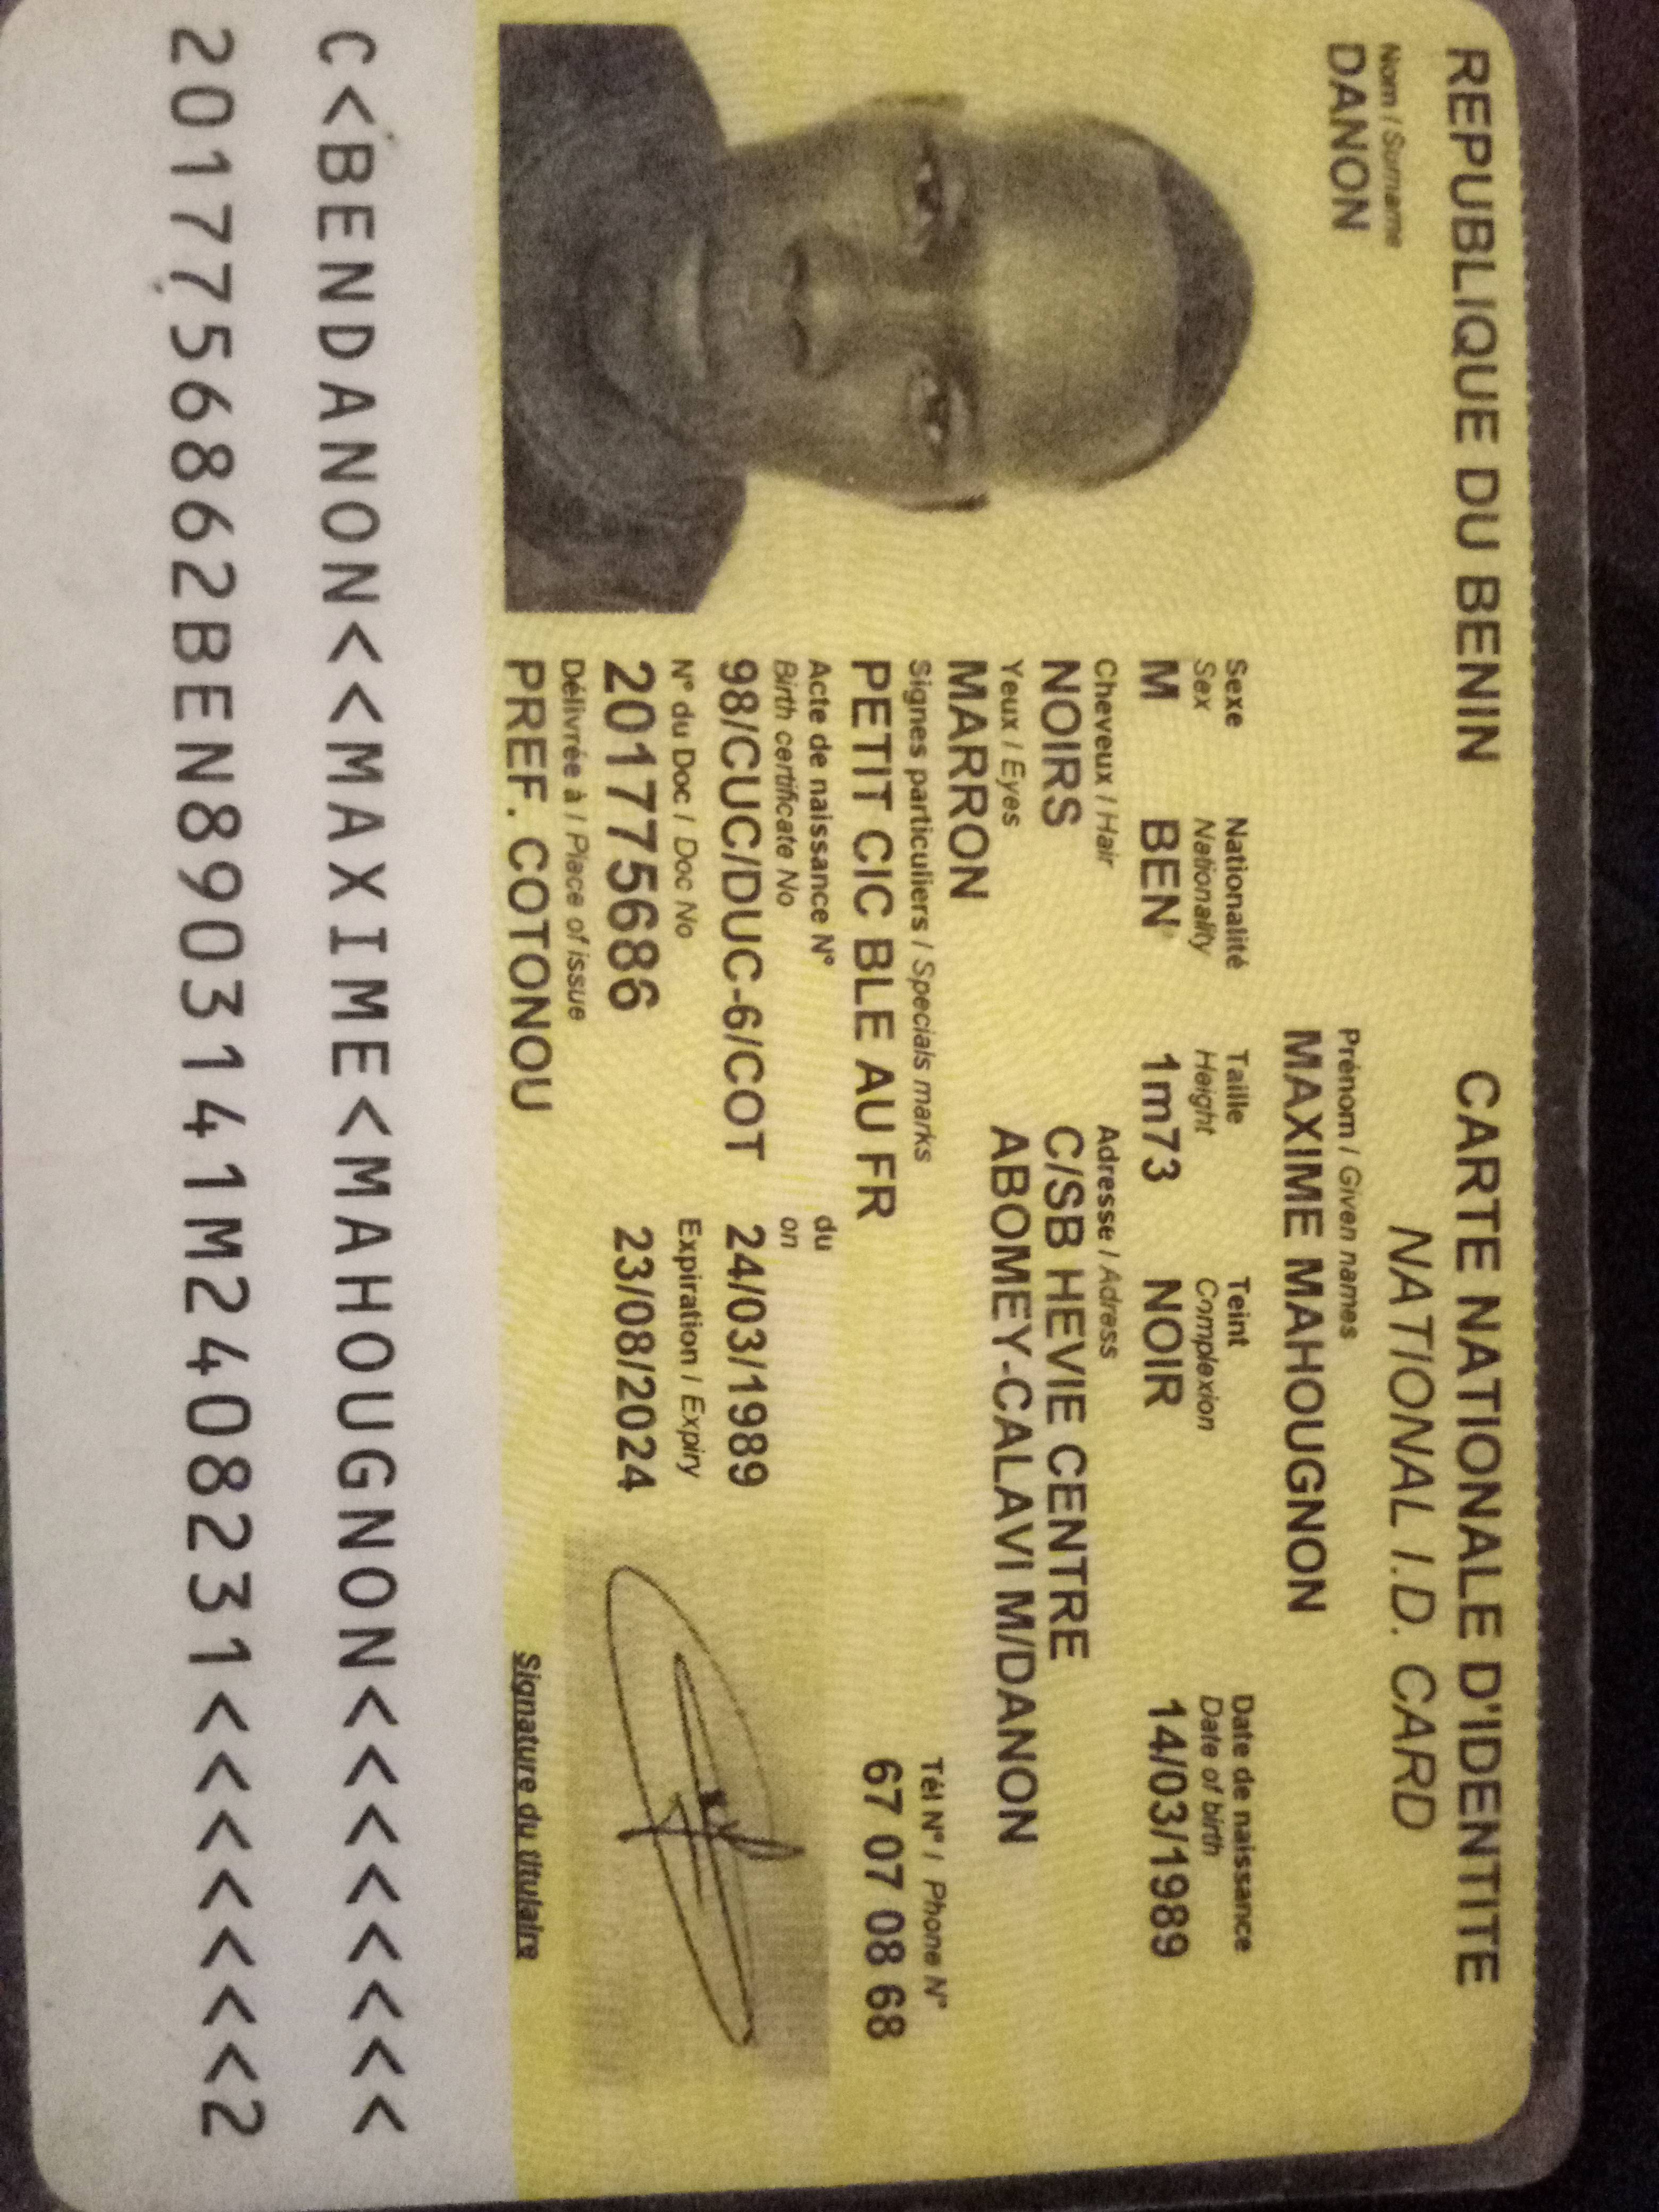 REPUBLIQUE DU BENIN
CARTE NATIONALE D'IDENTITE
NATIONAL I.D. CARD
Nom / Surname
DANON
Prénom / Given names
MAXIME MAHOUGNON
Sexe Nationalité Taille Teint Date de naissance
Sex Nationality Height Complexion Date of birth
M BEN 1m73 NOIR 14/03/1989
Cheveux / Hair Adresse / Adress
NOIRS C/SB HEVIE CENTRE
Yeux / Eyes ABOMEY-CALAVI M/DANON
MARRON
Signes particuliers / Specials marks Tél N° / Phone N°
PETIT CIC BLE AU FR 67 07 08 68
Acte de naissance N° du
Birth certificate No on
98/CUC/DUC-6/COT 24/03/1989
N° du Doc / Doc No Expiration / Expiry
201775686 23/08/2024
Délivrée à / Place of issue
PREF. COTONOU
Signature du titulaire
C<BENDANON<<MAXIME<MAHOUGNON<<<<<<<<
2017756862BEN8903141M2408231<<<<<<<2